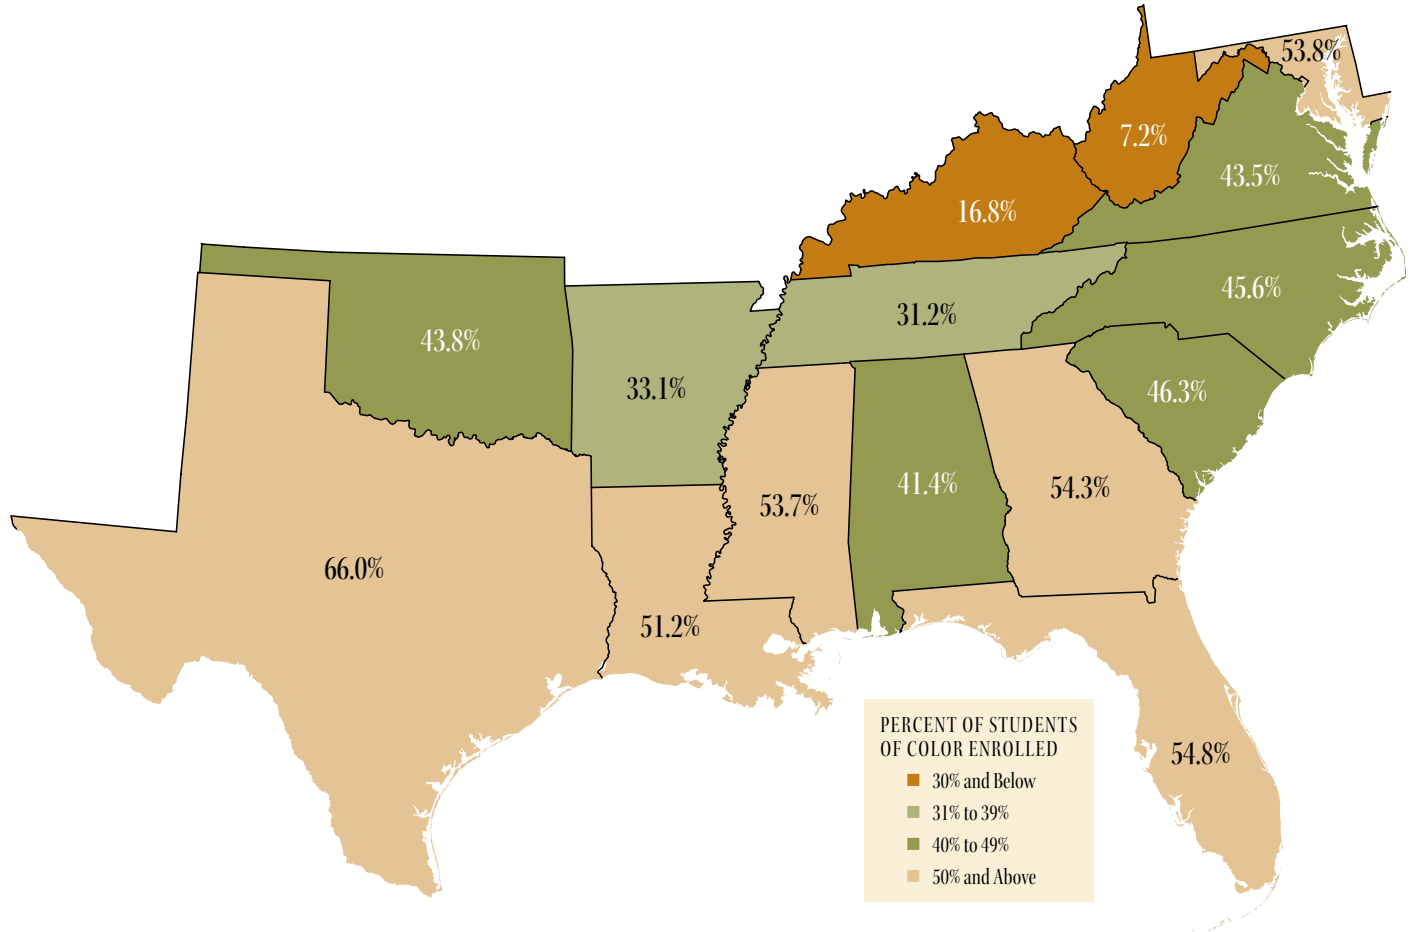 53.8%
7.2%
43.5%
16.8%
45.6%
31.2%
43.8%
33.1%
46.3%
41.4%
54.3%
53.7%
66.0%
51.2%
54.8%
PERCENT OF STUDENTS
OF COLOR ENROLLED
30% and Below
31% to 39%
40% to 49%
50% and Above